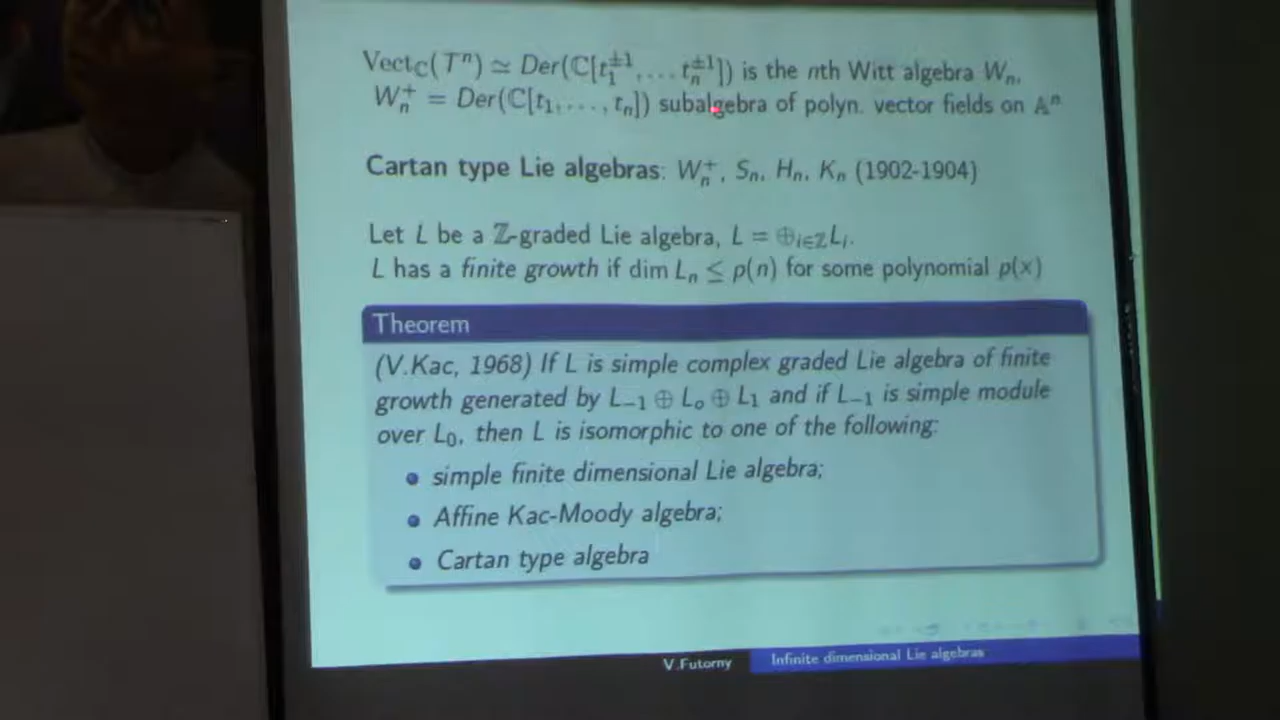 Vect_ℂ(Tⁿ) ≃ Der(ℂ[t₁^{±1}, ... t_n^{±1}]) is the nth Witt algebra W_n,
W_n^+ = Der(ℂ[t₁, ..., t_n]) subalgebra of polyn. vector fields on 𝔸ⁿ
Cartan type Lie algebras: W_n^+, S_n, H_n, K_n (1902-1904)
Let L be a ℤ-graded Lie algebra, L = ⊕_{i∈ℤ}L_i.
L has a finite growth if dim L_n ≤ p(n) for some polynomial p(x)
Theorem
(V.Kac, 1968) If L is simple complex graded Lie algebra of finite
growth generated by L_{−1} ⊕ L_o ⊕ L_1 and if L_{−1} is simple module
over L_0, then L is isomorphic to one of the following:
• simple finite dimensional Lie algebra;
• Affine Kac-Moody algebra;
• Cartan type algebra
V.Futorny Infinite dimensional Lie algebras